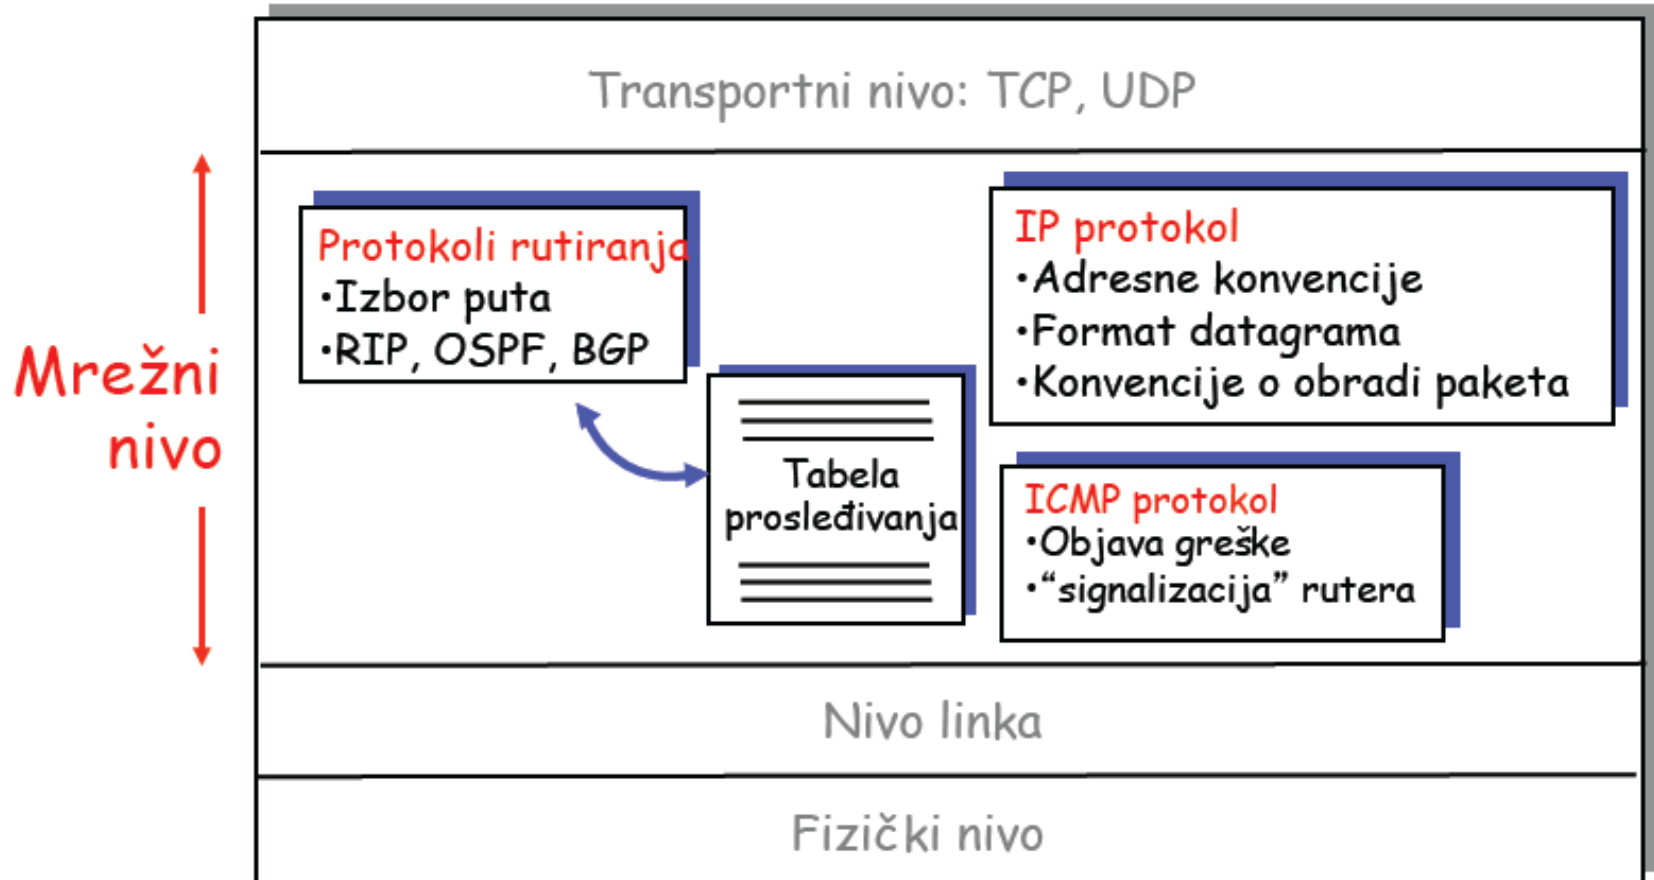 Transportni nivo: TCP, UDP
Mrežni
nivo
Protokoli rutiranja
•Izbor puta
•RIP, OSPF, BGP
Tabela
prosleđivanja
IP protokol
•Adresne konvencije
•Format datagrama
•Konvencije o obradi paketa
ICMP protokol
•Objava greške
•“signalizacija” rutera
Nivo linka
Fizički nivo